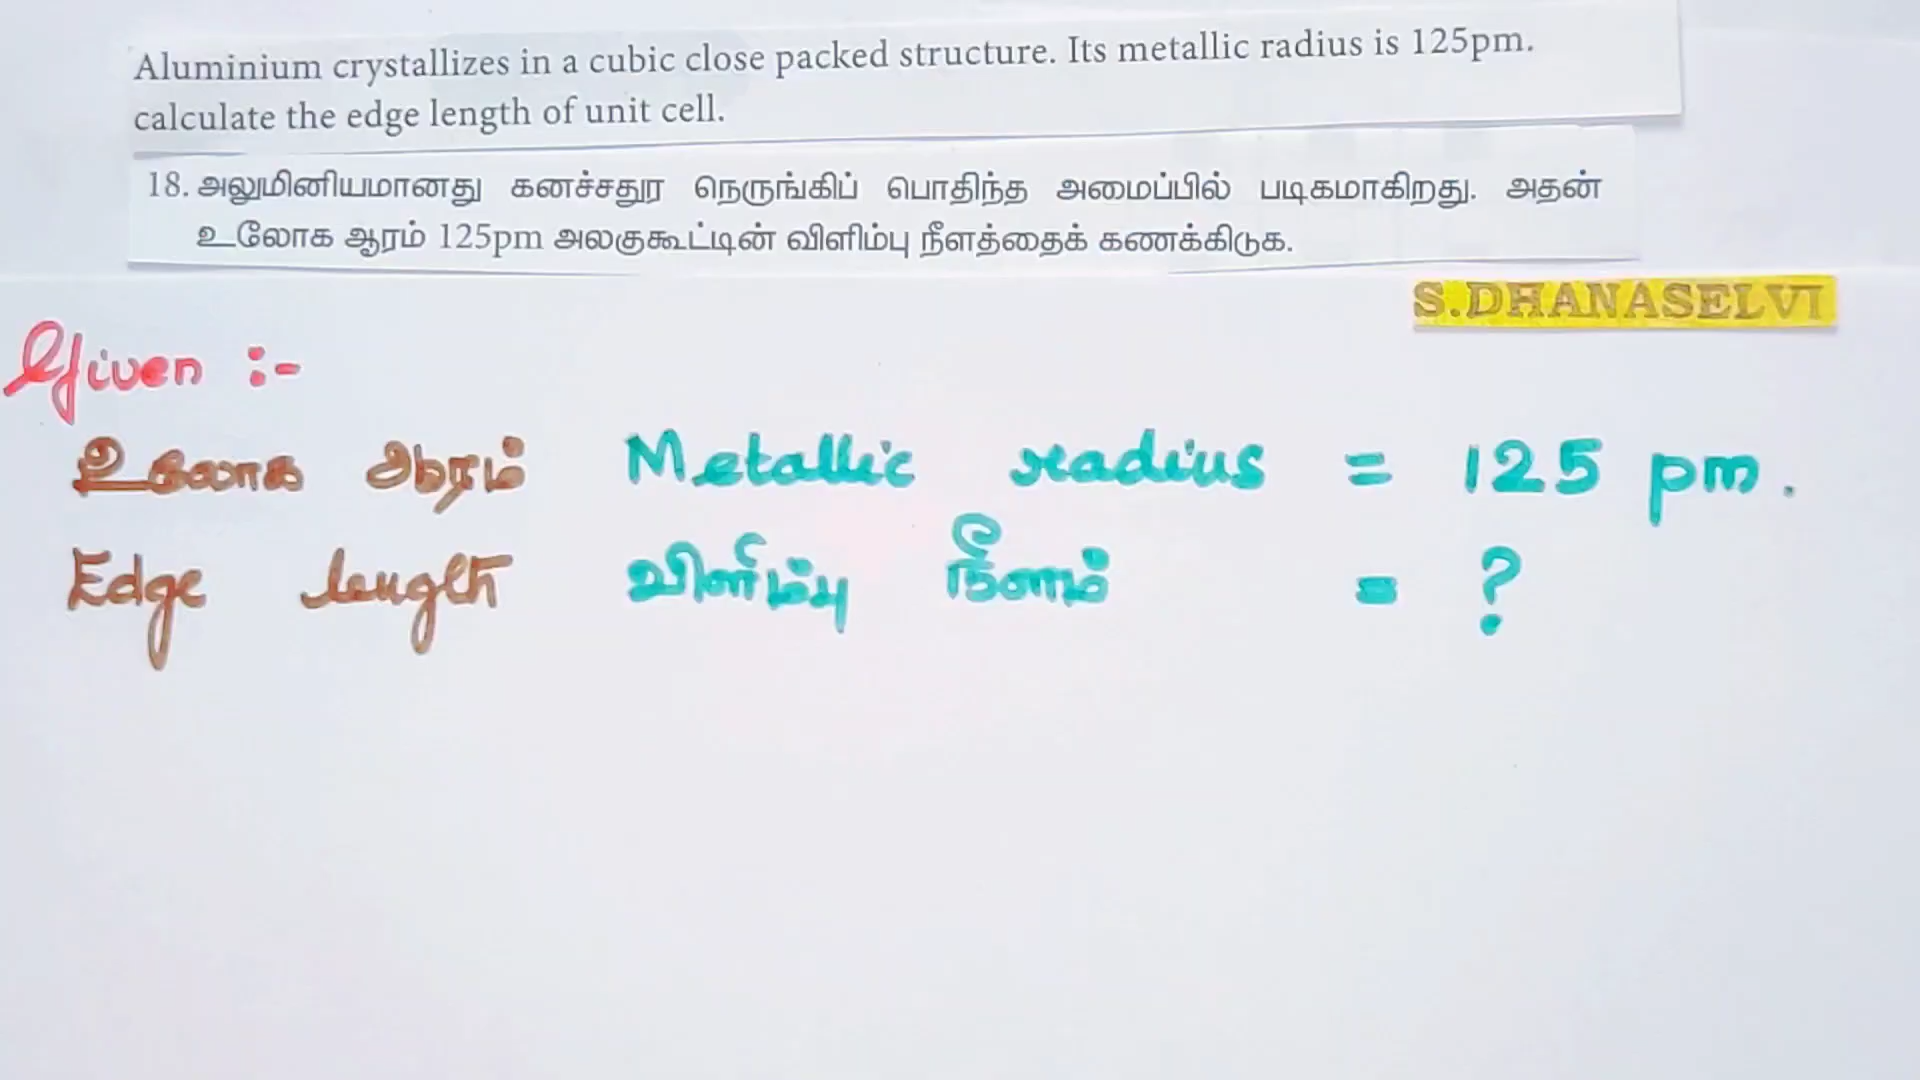 Aluminium crystallizes in a cubic close packed structure. Its metallic radius is 125pm.
calculate the edge length of unit cell.
18. அலுமினியமானது கனச்சதுர நெருங்கிப் பொதிந்த அமைப்பில் படிகமாகிறது. அதன்
உலோக ஆரம் 125pm அலகுகூட்டின் விளிம்பு நீளத்தைக் கணக்கிடுக.
S.DHANASELVI
Given :-
உலோக ஆரம் Metallic radius = 125 pm.
Edge length விளிம்பு நீளம் = ?